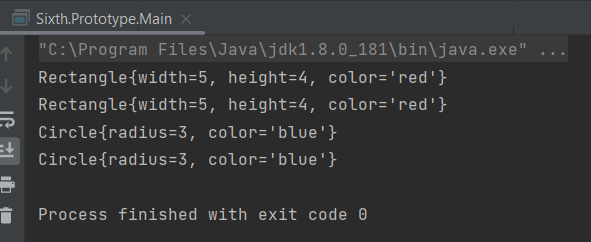 Sixth.Prototype.Main
"C:\Program Files\Java\jdk1.8.0_181\bin\java.exe" ...
Rectangle{width=5, height=4, color='red'}
Rectangle{width=5, height=4, color='red'}
Circle{radius=3, color='blue'}
Circle{radius=3, color='blue'}
Process finished with exit code 0